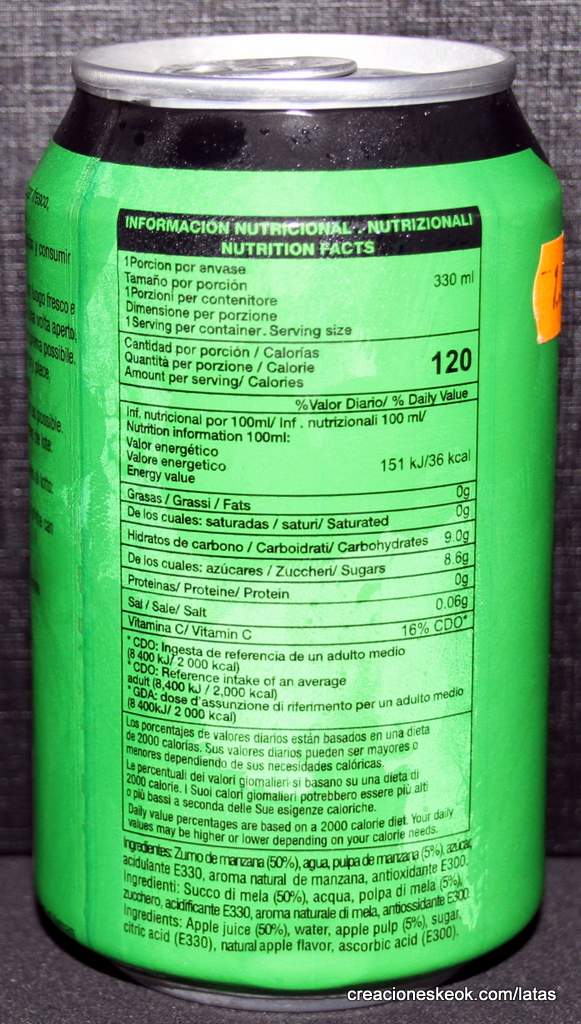 fresco,
y consumir
luogo fresco e
volta aperto,
possibile.
place,
possible.
de lote:
lotto:
can
INFORMACION NUTRICIONAL . . NUTRIZIONALI
NUTRITION FACTS
1Porcion por envase
Tamaño por porción
330 ml
1Porzioni per contenitore
Dimensione per porzione
1Serving per container. Serving size
Cantidad por porción / Calorías
Quantità per porzione / Calorie
120
Amount per serving/ Calories
%Valor Diario/ % Daily Value
Inf. nutricional por 100ml/ Inf . nutrizionali 100 ml/
Nutrition information 100ml:
Valor energético
Valore energetico
151 kJ/36 kcal
Energy value
Grasas / Grassi / Fats 0g
De los cuales: saturadas / saturi/ Saturated 0g
Hidratos de carbono / Carboidrati/ Carbohydrates 9.0g
De los cuales: azúcares / Zuccheri/ Sugars 8.6g
Proteinas/ Proteine/ Protein 0g
Sal / Sale/ Salt 0.06g
Vitamina C/ Vitamin C 16% CDO*
* CDO: Ingesta de referencia de un adulto medio
(8 400 kJ/ 2 000 kcal)
* CDO: Reference intake of an average
adult (8,400 kJ / 2,000 kcal)
*GDA: dose d'assunzione di riferimento per un adulto medio
(8 400kJ/ 2 000 kcal)
Los porcentajes de valores diarios están basados en una dieta
de 2000 calorías. Sus valores diarios pueden ser mayores o
menores dependiendo de sus necesidades calóricas.
Le percentuali dei valori giornalieri si basano su una dieta di
2000 calorie. I Suoi calori giornalieri potrebbero essere più alti
o più bassi a seconda delle Sue esigenze caloriche.
Daily value percentages are based on a 2000 calorie diet. Your daily
values may be higher or lower depending on your calorie needs.
Ingredientes: Zumo de manzana (50%), agua, pulpa de manzana (5%), azúcar,
acidulante E330, aroma natural de manzana, antioxidante E300.
Ingredienti: Succo di mela (50%), acqua, polpa di mela (5%),
zucchero, acidificante E330, aroma naturale di mela, antiossidante E300.
Ingredients: Apple juice (50%), water, apple pulp (5%), sugar,
citric acid (E330), natural apple flavor, ascorbic acid (E300).
creacioneskeok.com/latas